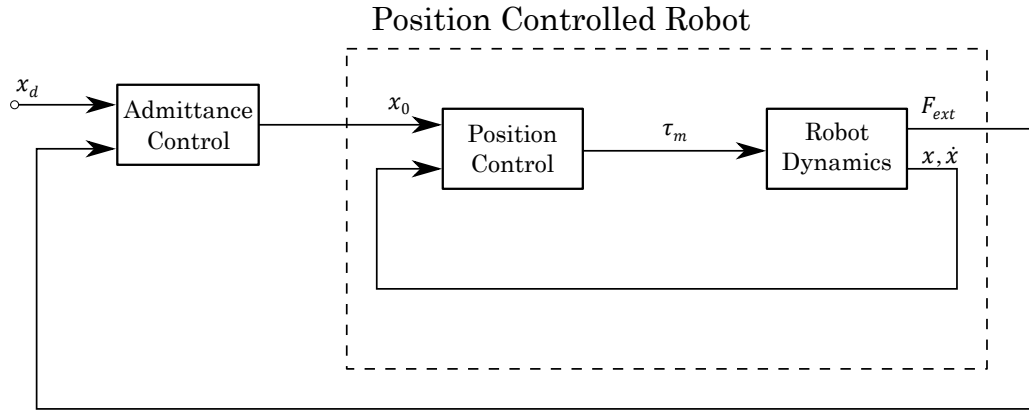 Position Controlled Robot
x_d
Admittance
Control
x_0
Position
Control
τ_m
Robot
Dynamics
F_ext
x, ẋ